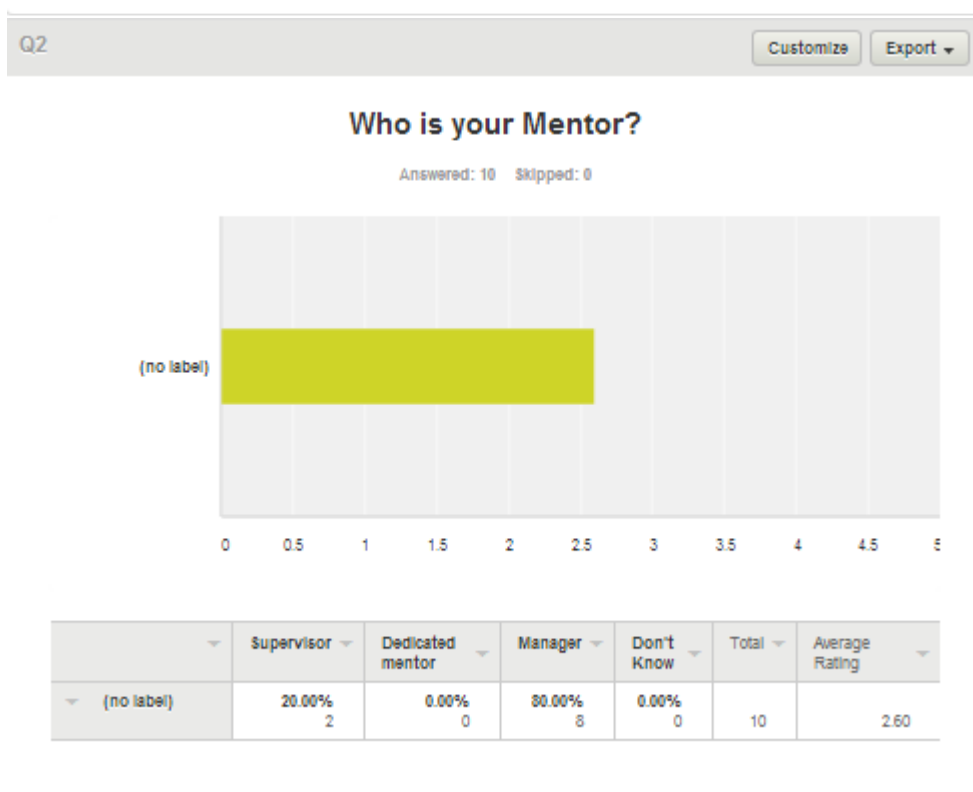 Q2
Customize
Export
Who is your Mentor?
Answered: 10 Skipped: 0
(no label)
0 0.5 1 1.5 2 2.5 3 3.5 4 4.5 5
Supervisor Dedicated mentor Manager Don't Know Total Average Rating
(no label) 20.00% 0.00% 80.00% 0.00%
2 0 8 0 10 2.60